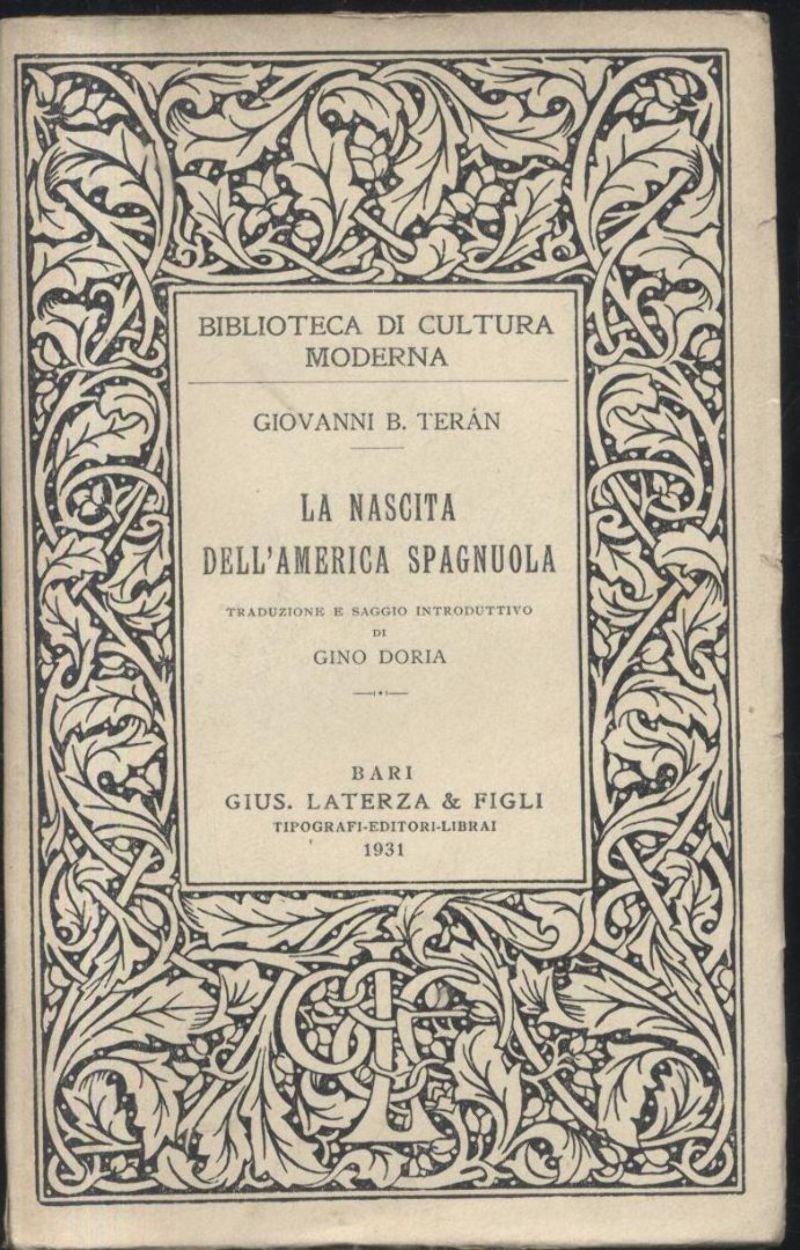 BIBLIOTECA DI CULTURA
MODERNA
GIOVANNI B. TERÁN
LA NASCITA
DELL'AMERICA SPAGNUOLA
TRADUZIONE E SAGGIO INTRODUTTIVO
DI
GINO DORIA
BARI
GIUS. LATERZA & FIGLI
TIPOGRAFI-EDITORI-LIBRAI
1931